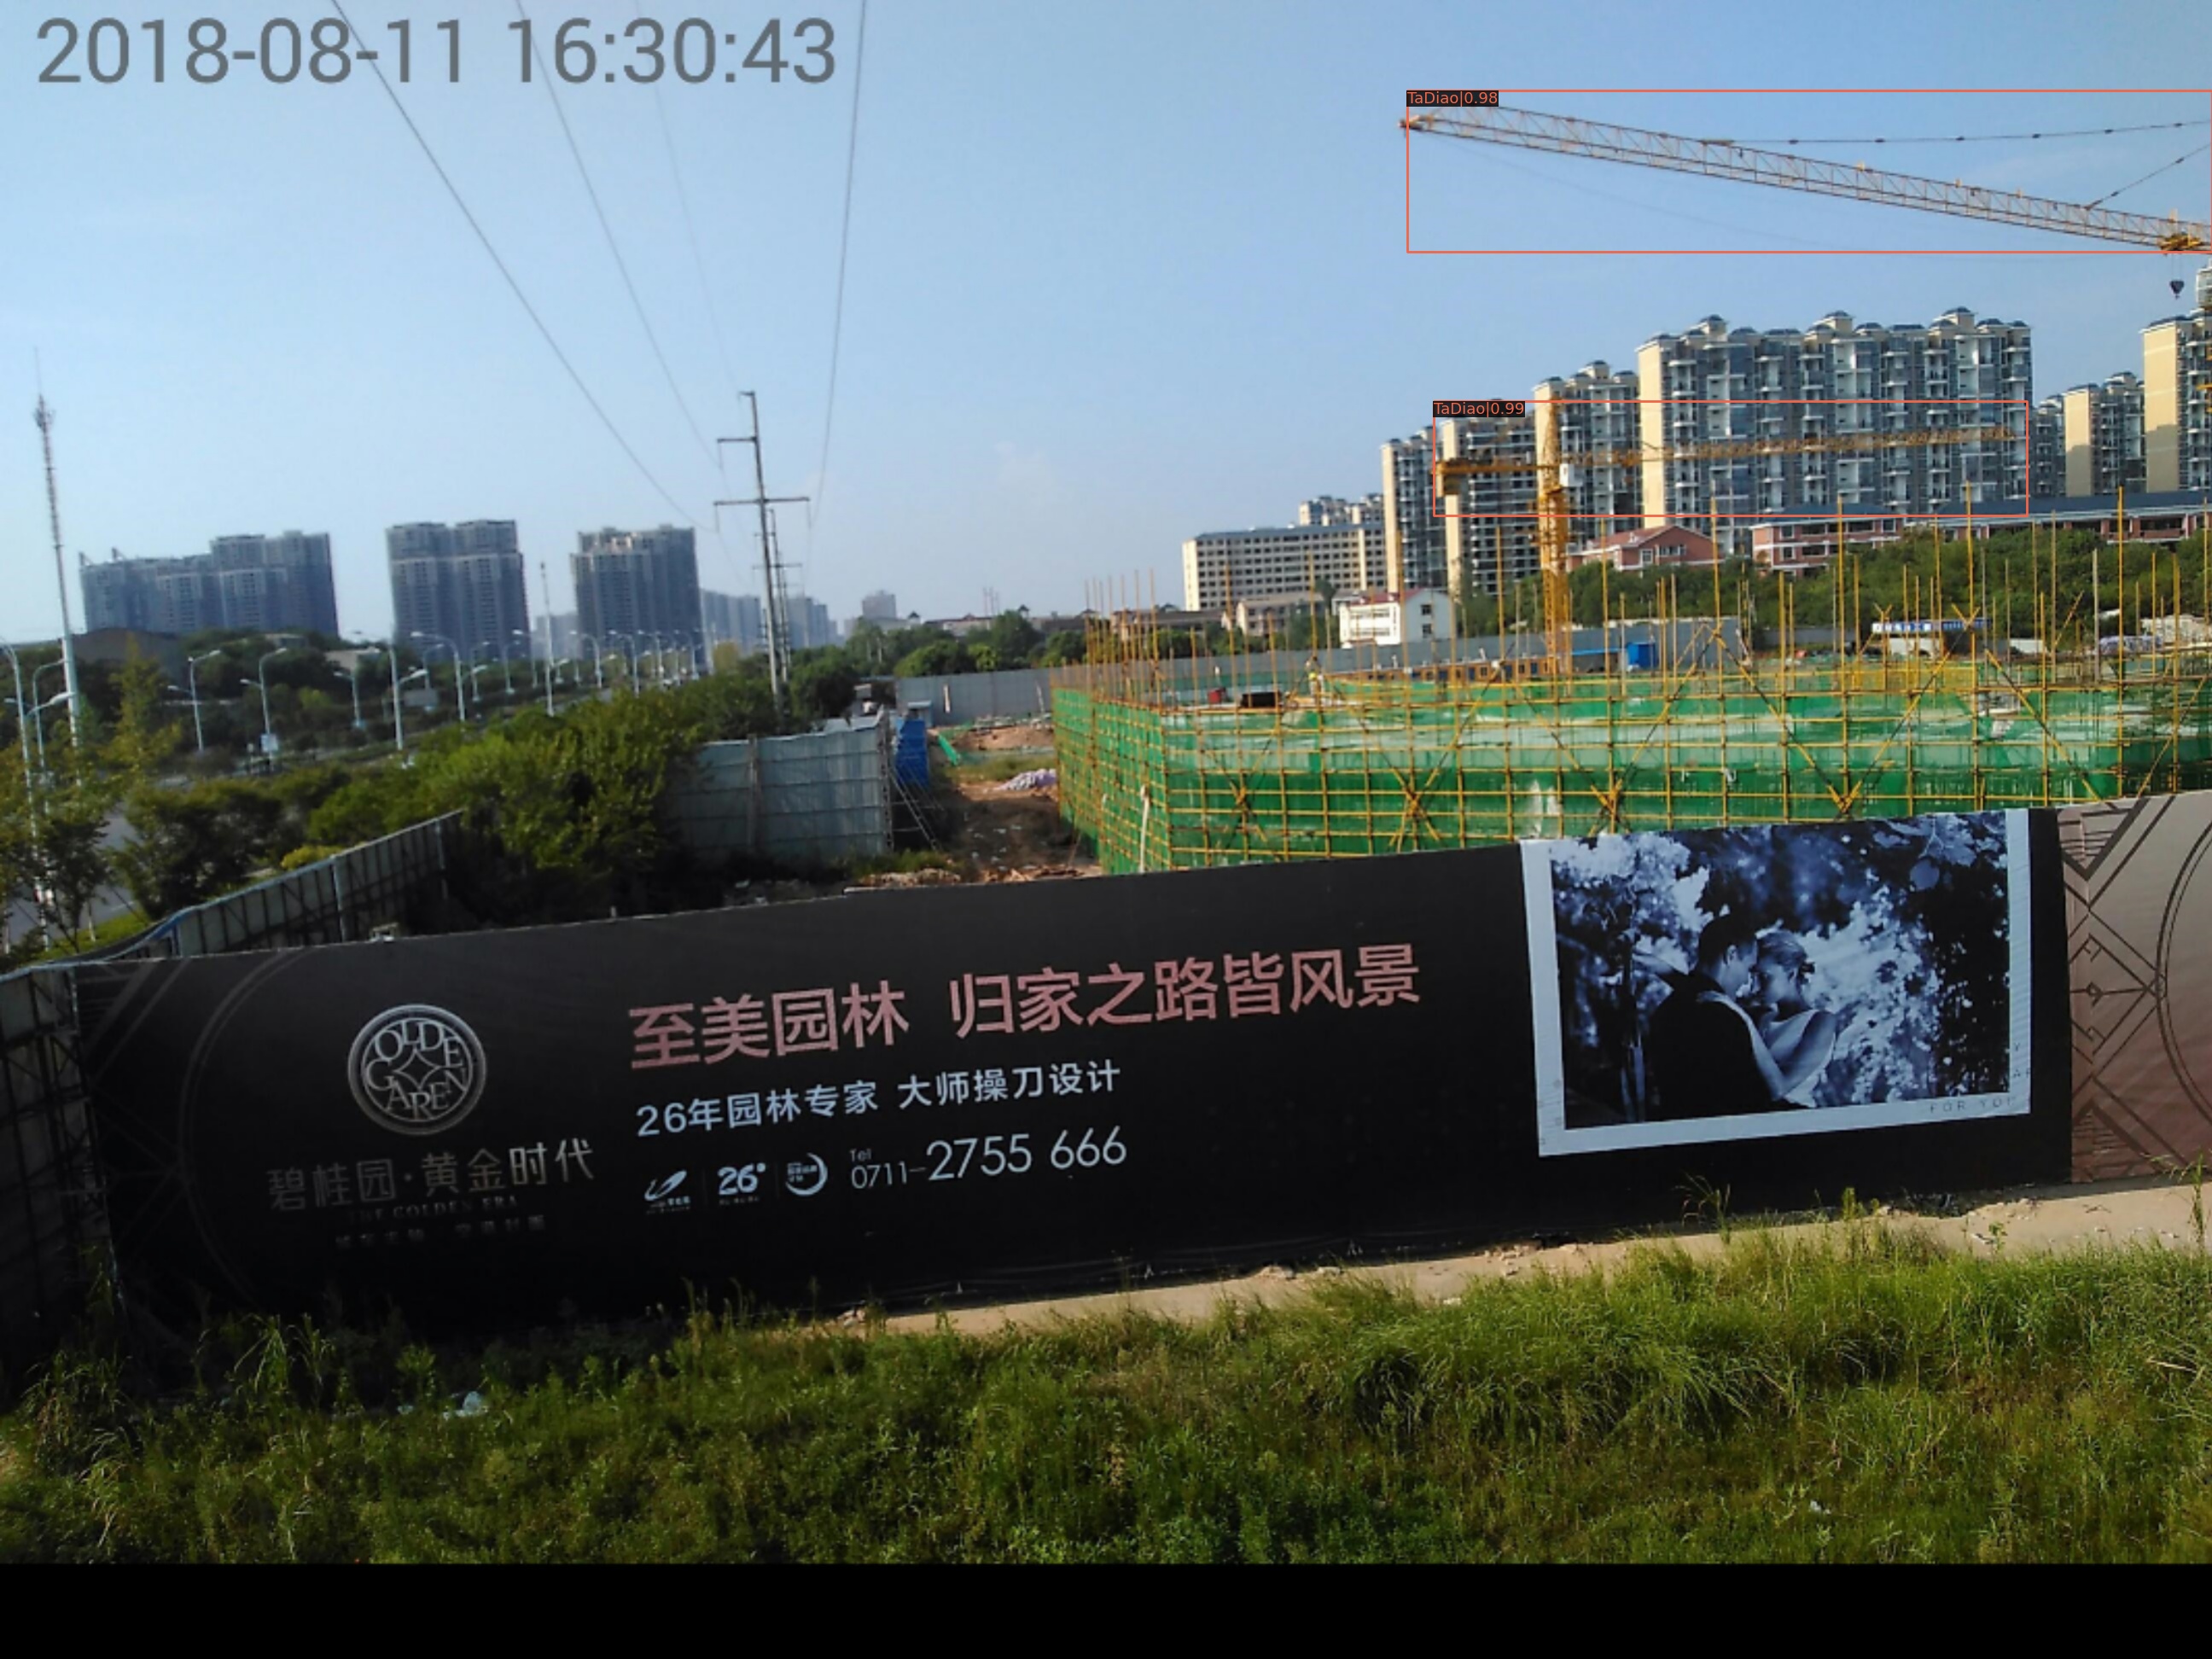 2018-08-11 16:30:43
TaDiao|0.98
TaDiao|0.99
至美园林 归家之路皆风景
26年园林专家 大师操刀设计
OLDE GAREN
碧桂园·黄金时代
THE GOLDEN ERA
26°
Tel
0711-2755 666
FOR YOU